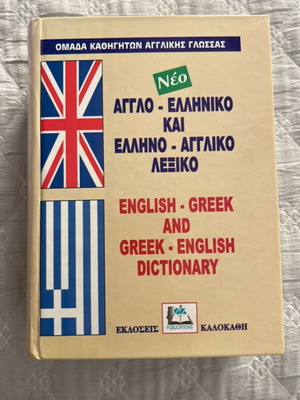 ΟΜΑΔΑ ΚΑΘΗΓΗΤΩΝ ΑΓΓΛΙΚΗΣ ΓΛΩΣΣΑΣ
Νέο
ΑΓΓΛΟ - ΕΛΛΗΝΙΚΟ
ΚΑΙ
ΕΛΛΗΝΟ - ΑΓΓΛΙΚΟ
ΛΕΞΙΚΟ
ENGLISH - GREEK
AND
GREEK - ENGLISH
DICTIONARY
PUBLICATIONS
ΕΚΔΟΣΕΙΣ ΚΑΛΟΚΑΘΗ